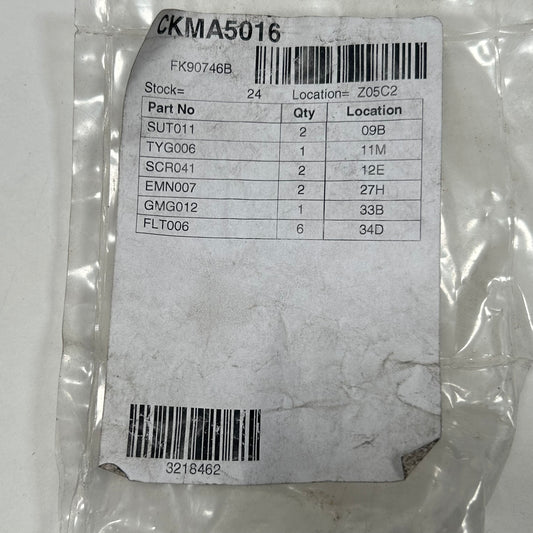 CKMA5016
FK90746B
Stock= 24 Location= Z05C2
Part No Qty Location
SUT011 2 09B
TYG006 1 11M
SCR041 2 12E
EMN007 2 27H
GMG012 1 33B
FLT006 6 34D
3218462